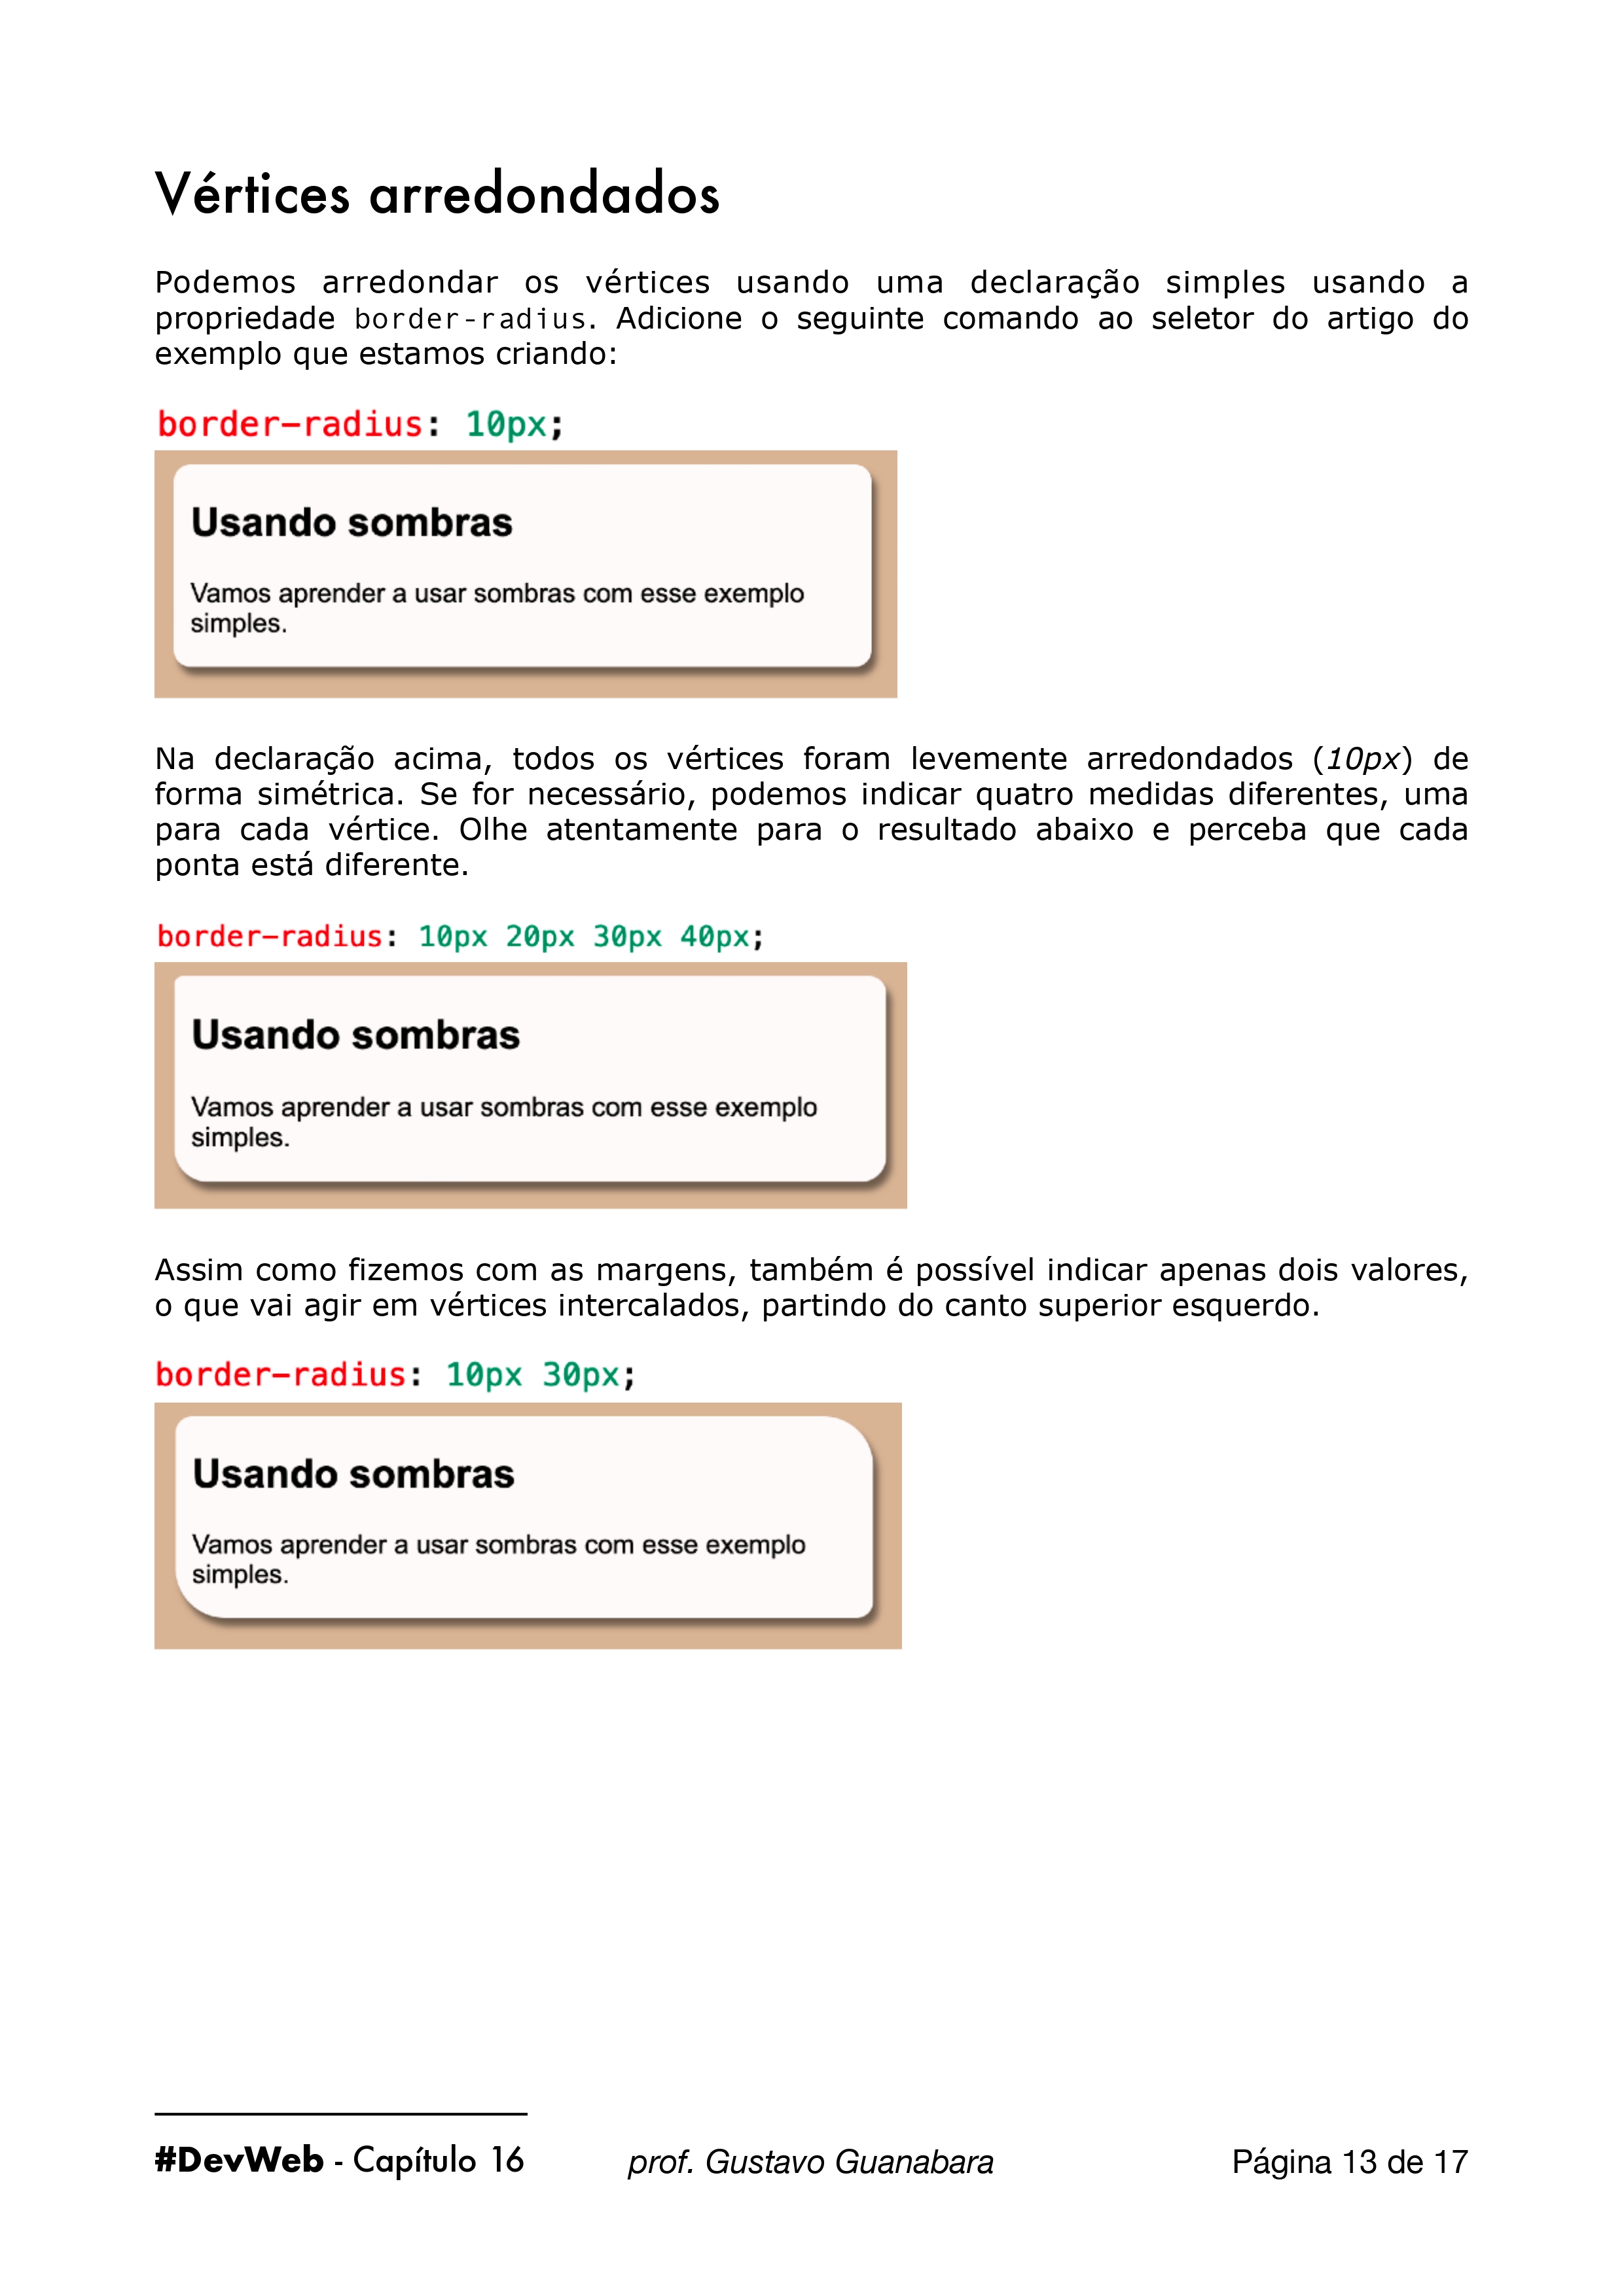 Vértices arredondados
Podemos arredondar os vértices usando uma declaração simples usando a
propriedade border-radius. Adicione o seguinte comando ao seletor do artigo do
exemplo que estamos criando:
border-radius: 10px;
Usando sombras
Vamos aprender a usar sombras com esse exemplo
simples.
Na declaração acima, todos os vértices foram levemente arredondados (10px) de
forma simétrica. Se for necessário, podemos indicar quatro medidas diferentes, uma
para cada vértice. Olhe atentamente para o resultado abaixo e perceba que cada
ponta está diferente.
border-radius: 10px 20px 30px 40px;
Usando sombras
Vamos aprender a usar sombras com esse exemplo
simples.
Assim como fizemos com as margens, também é possível indicar apenas dois valores,
o que vai agir em vértices intercalados, partindo do canto superior esquerdo.
border-radius: 10px 30px;
Usando sombras
Vamos aprender a usar sombras com esse exemplo
simples.
#DevWeb - Capítulo 16 prof. Gustavo Guanabara Página 13 de 17